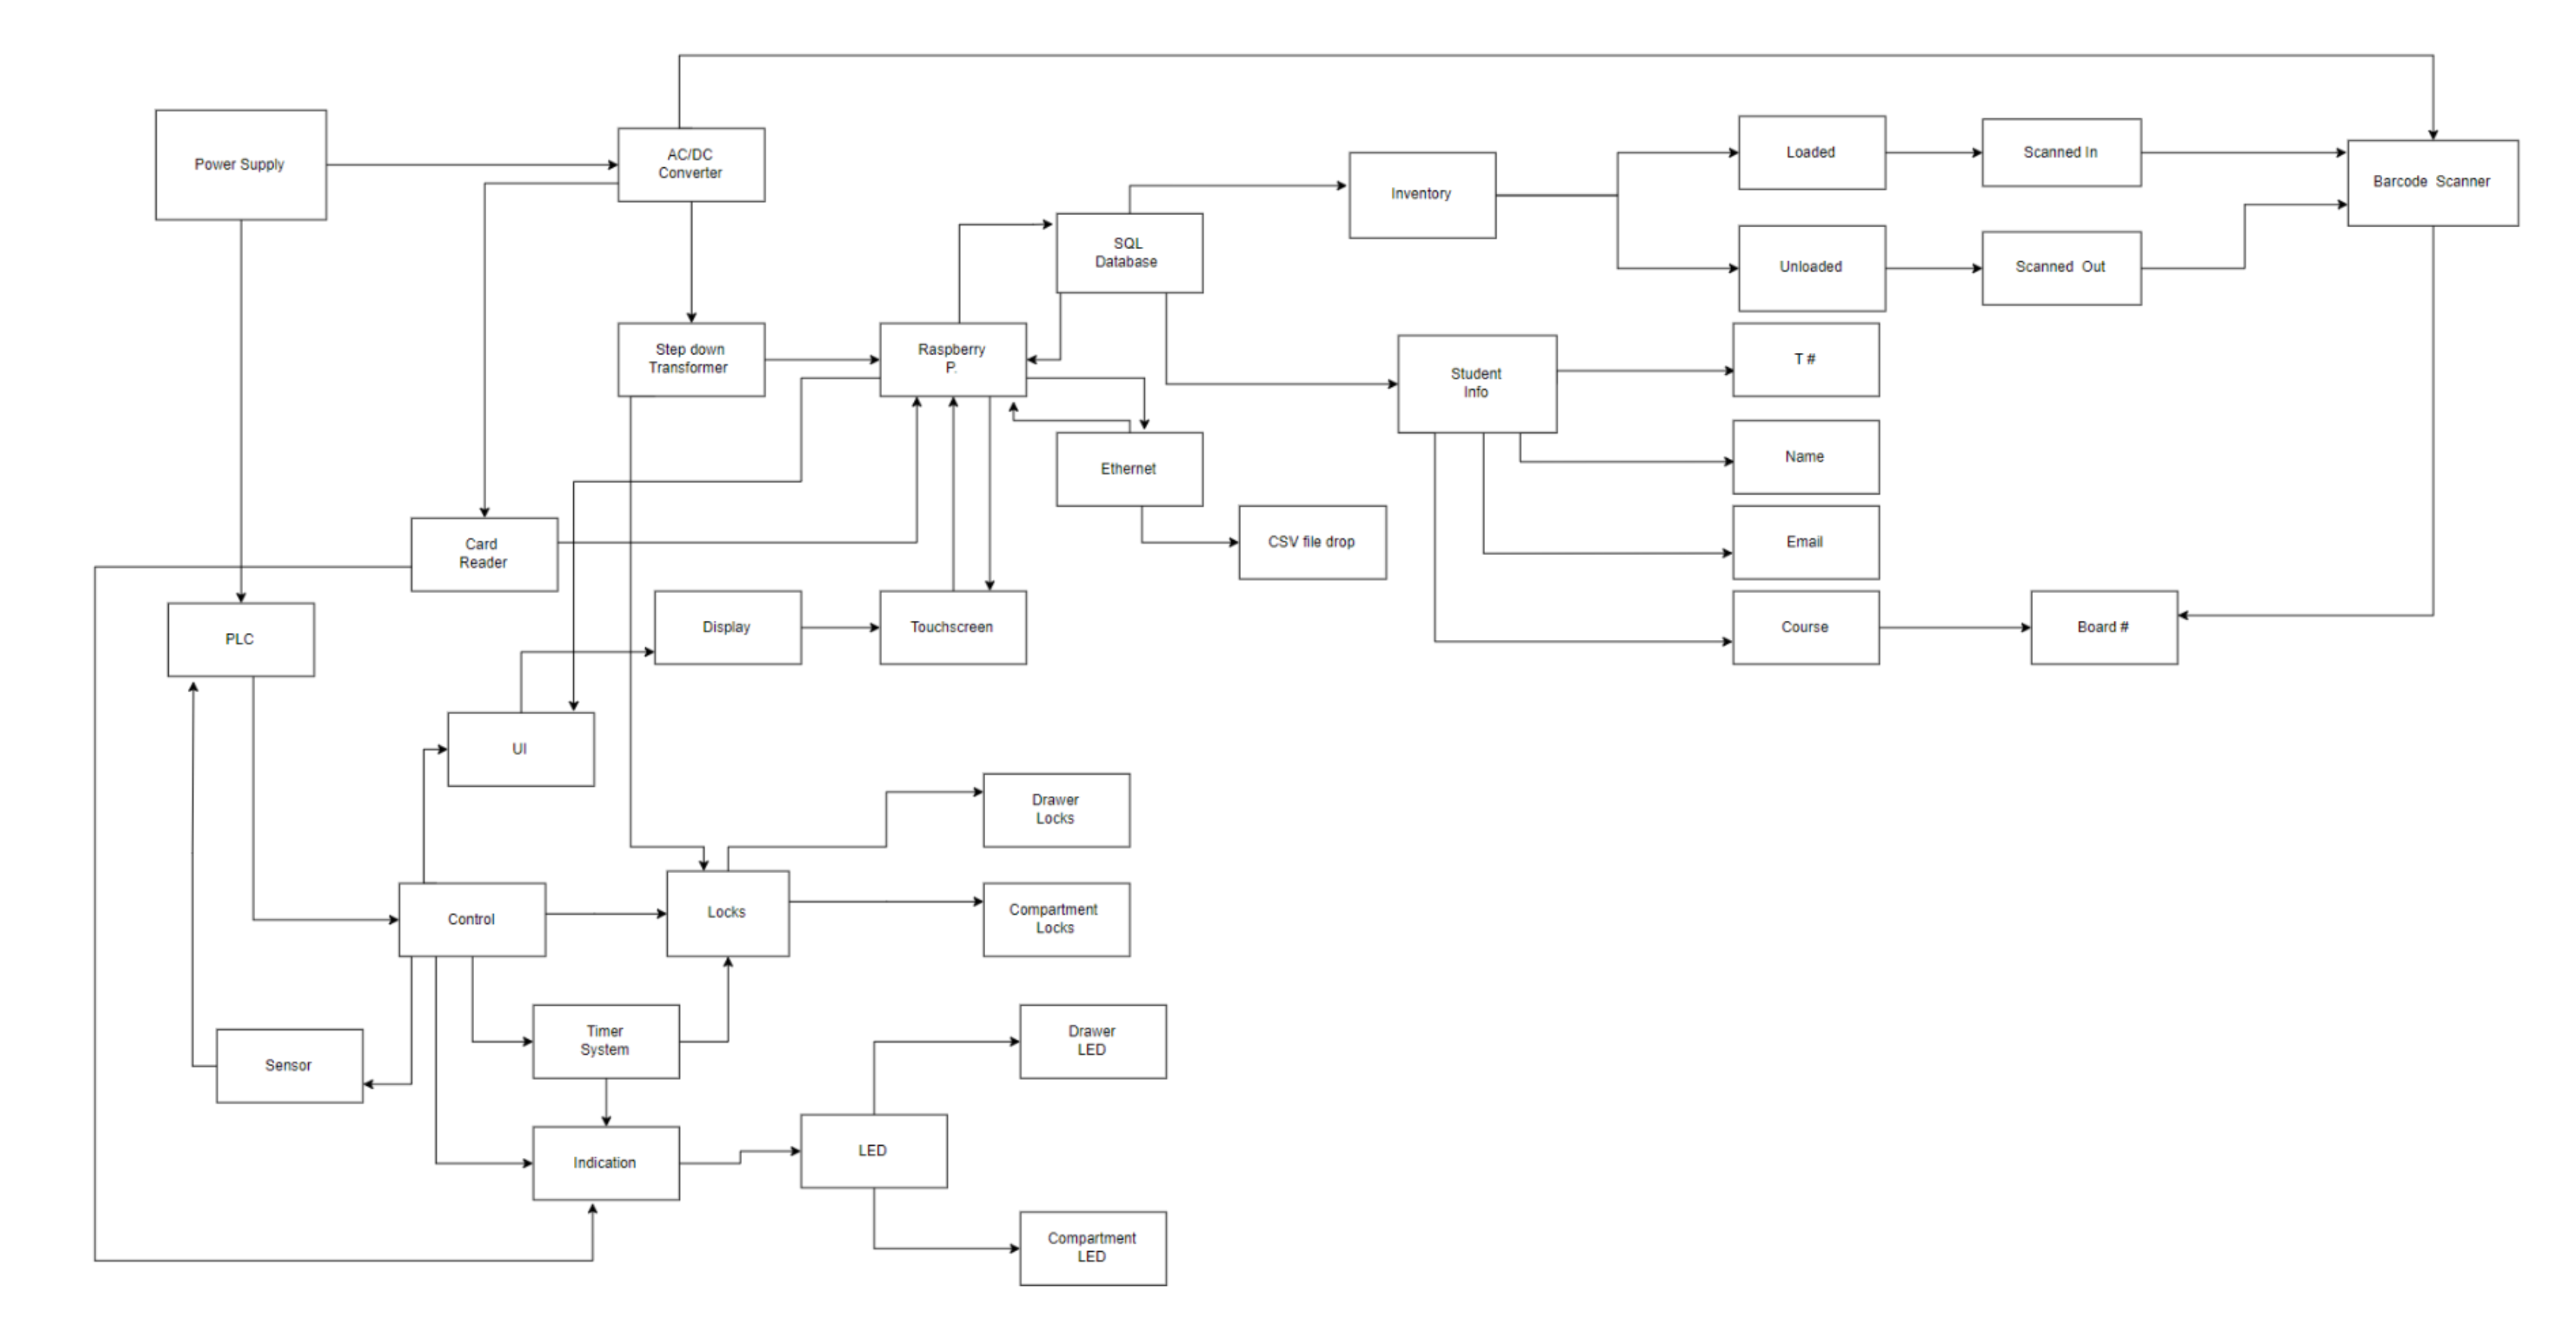 Power Supply
AC/DC
Converter
Inventory
Loaded
Scanned In
Barcode Scanner
SQL
Database
Unloaded
Scanned Out
Step down
Transformer
Raspberry
P.
Student
Info
T #
Ethernet
Name
Card
Reader
CSV file drop
Email
PLC
Display
Touchscreen
Course
Board #
UI
Drawer
Locks
Control
Locks
Compartment
Locks
Timer
System
Drawer
LED
Sensor
Indication
LED
Compartment
LED